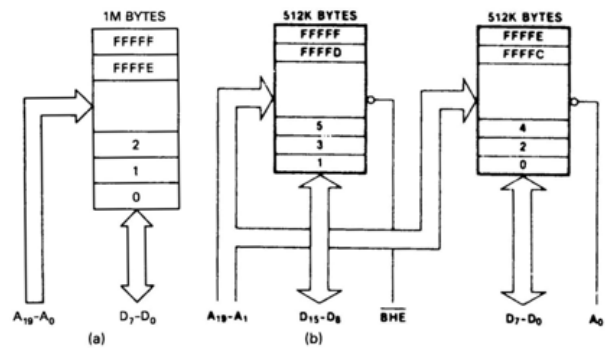 1M BYTES
FFFFF
FFFFE
2
1
0
A19-A0
D7-D0
(a)
512K BYTES
FFFFF
FFFFD
5
3
1
A19-A1
D15-D8
BHE
(b)
512K BYTES
FFFFE
FFFFC
4
2
0
D7-D0
A0